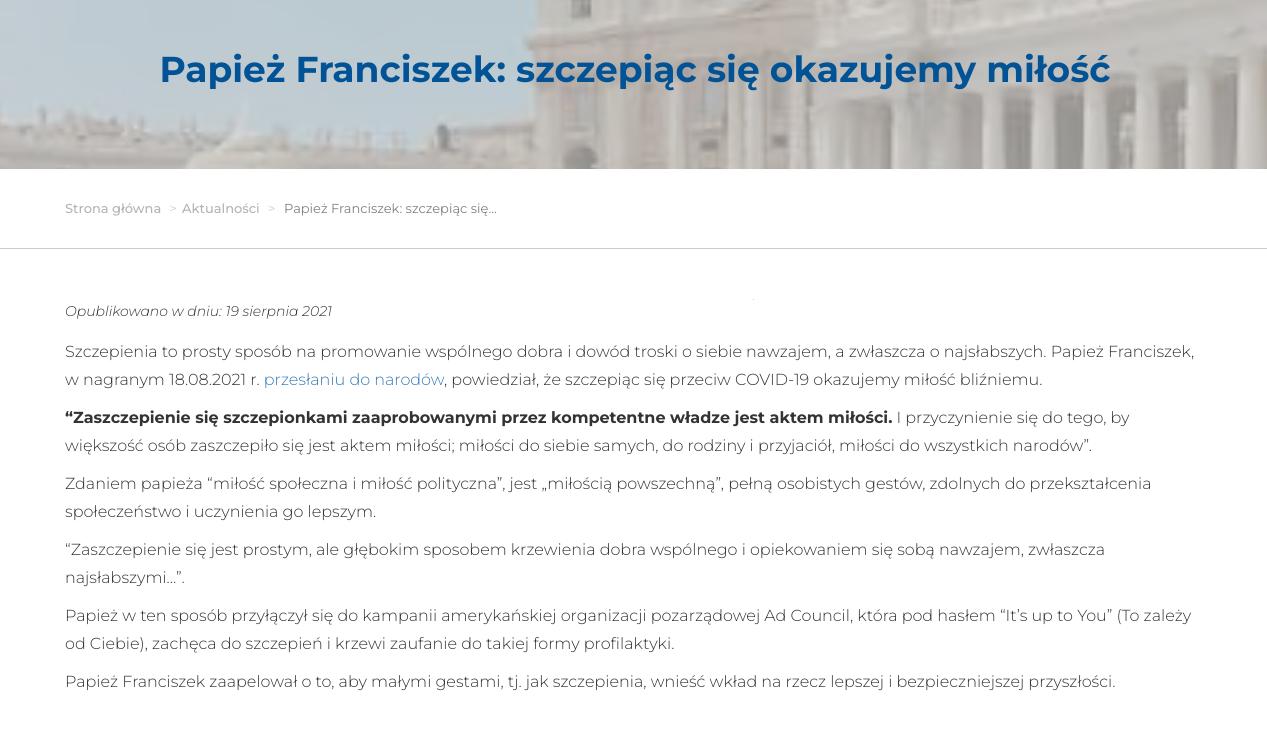 Papież Franciszek: szczepiąc się okazujemy miłość
Strona główna > Aktualności > Papież Franciszek: szczepiąc się...
Opublikowano w dniu: 19 sierpnia 2021
Szczepienia to prosty sposób na promowanie wspólnego dobra i dowód troski o siebie nawzajem, a zwłaszcza o najsłabszych. Papież Franciszek,
w nagranym 18.08.2021 r. przesłaniu do narodów, powiedział, że szczepiąc się przeciw COVID-19 okazujemy miłość bliźniemu.
“Zaszczepienie się szczepionkami zaaprobowanymi przez kompetentne władze jest aktem miłości. I przyczynienie się do tego, by
większość osób zaszczepiło się jest aktem miłości; miłości do siebie samych, do rodziny i przyjaciół, miłości do wszystkich narodów”.
Zdaniem papieża “miłość społeczna i miłość polityczna”, jest „miłością powszechną”, pełną osobistych gestów, zdolnych do przekształcenia
społeczeństwo i uczynienia go lepszym.
“Zaszczepienie się jest prostym, ale głębokim sposobem krzewienia dobra wspólnego i opiekowaniem się sobą nawzajem, zwłaszcza
najsłabszymi…”.
Papież w ten sposób przyłączył się do kampanii amerykańskiej organizacji pozarządowej Ad Council, która pod hasłem “It’s up to You” (To zależy
od Ciebie), zachęca do szczepień i krzewi zaufanie do takiej formy profilaktyki.
Papież Franciszek zaapelował o to, aby małymi gestami, tj. jak szczepienia, wnieść wkład na rzecz lepszej i bezpieczniejszej przyszłości.